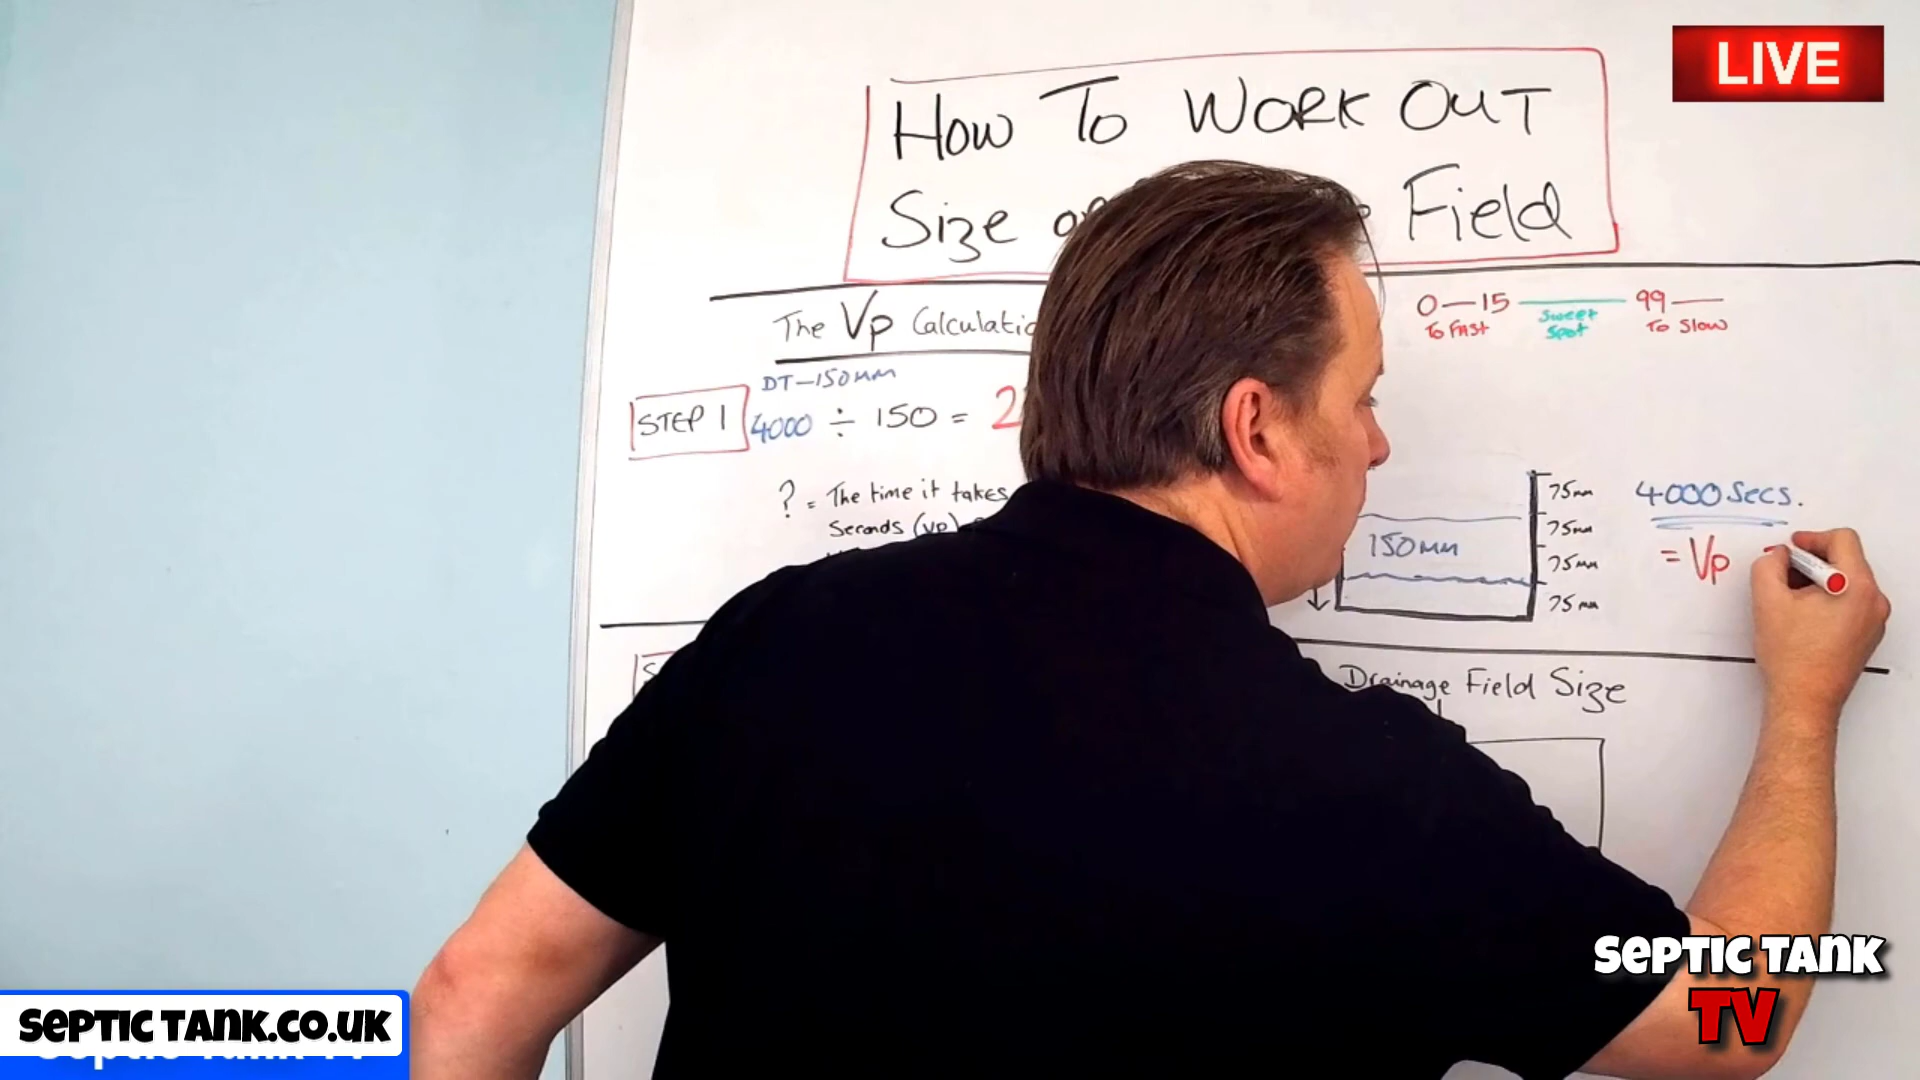 LIVE
How To WORK OUT
Size Field
The Vp Calculation
0—15 99—
To FAST Sweet Spot To Slow
DT-150mm
STEP 1 4000 ÷ 150 =
? = The time it takes
Seconds (vp)
75mm
75mm
75mm
75mm
150mm
4000 Secs.
= Vp
Drainage Field Size
SEPTIC TANK
TV
SEPTIC TANK.CO.UK